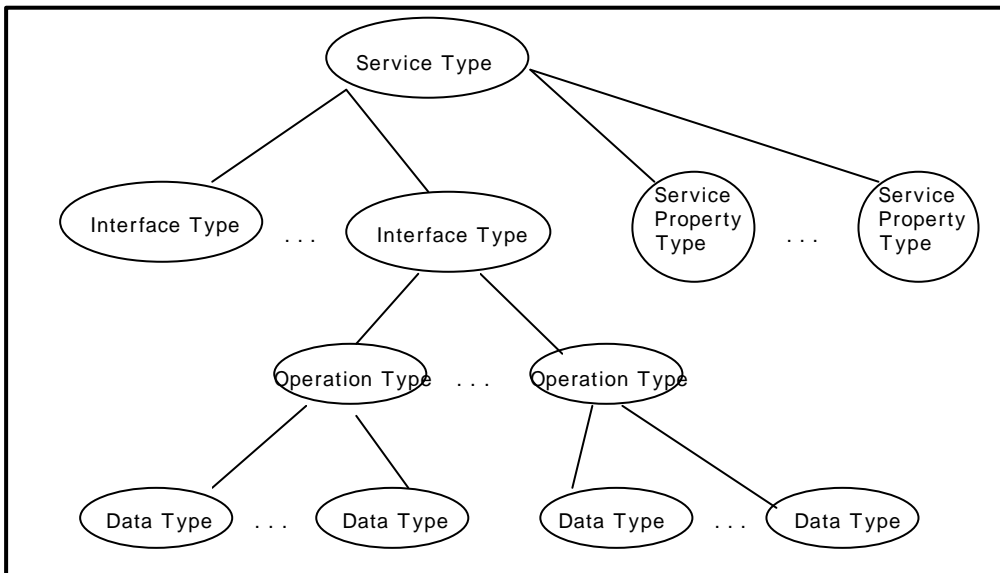 Service Type
Interface Type
. . .
Interface Type
Service
Property
Type
. . .
Service
Property
Type
Operation Type
. . .
Operation Type
Data Type
. . .
Data Type
Data Type
. . .
Data Type